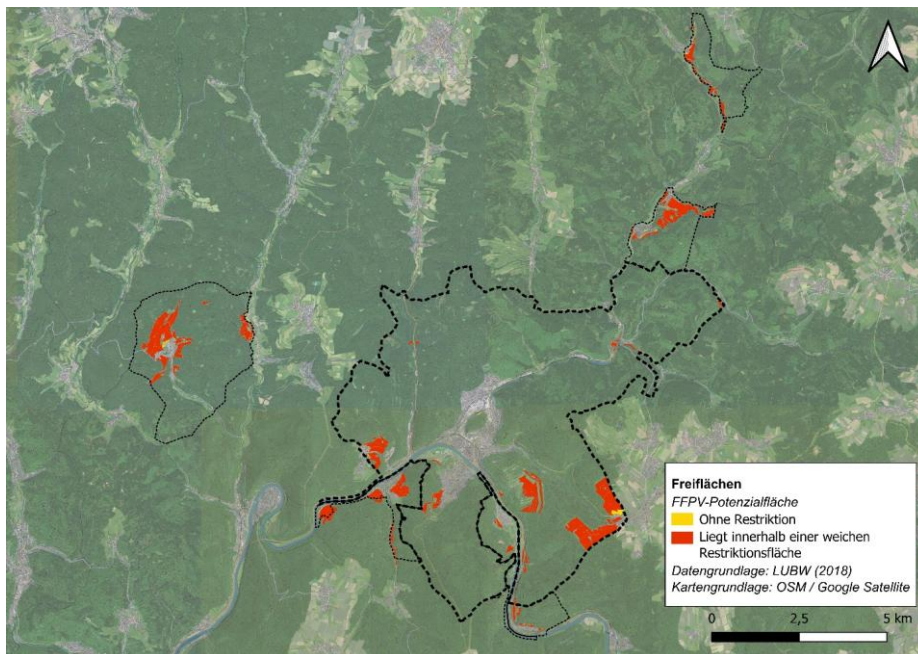 Freiflächen
FFPV-Potenzialfläche
Ohne Restriktion
Liegt innerhalb einer weichen
Restriktionsfläche
Datengrundlage: LUBW (2018)
Kartengrundlage: OSM / Google Satellite
0 2,5 5 km